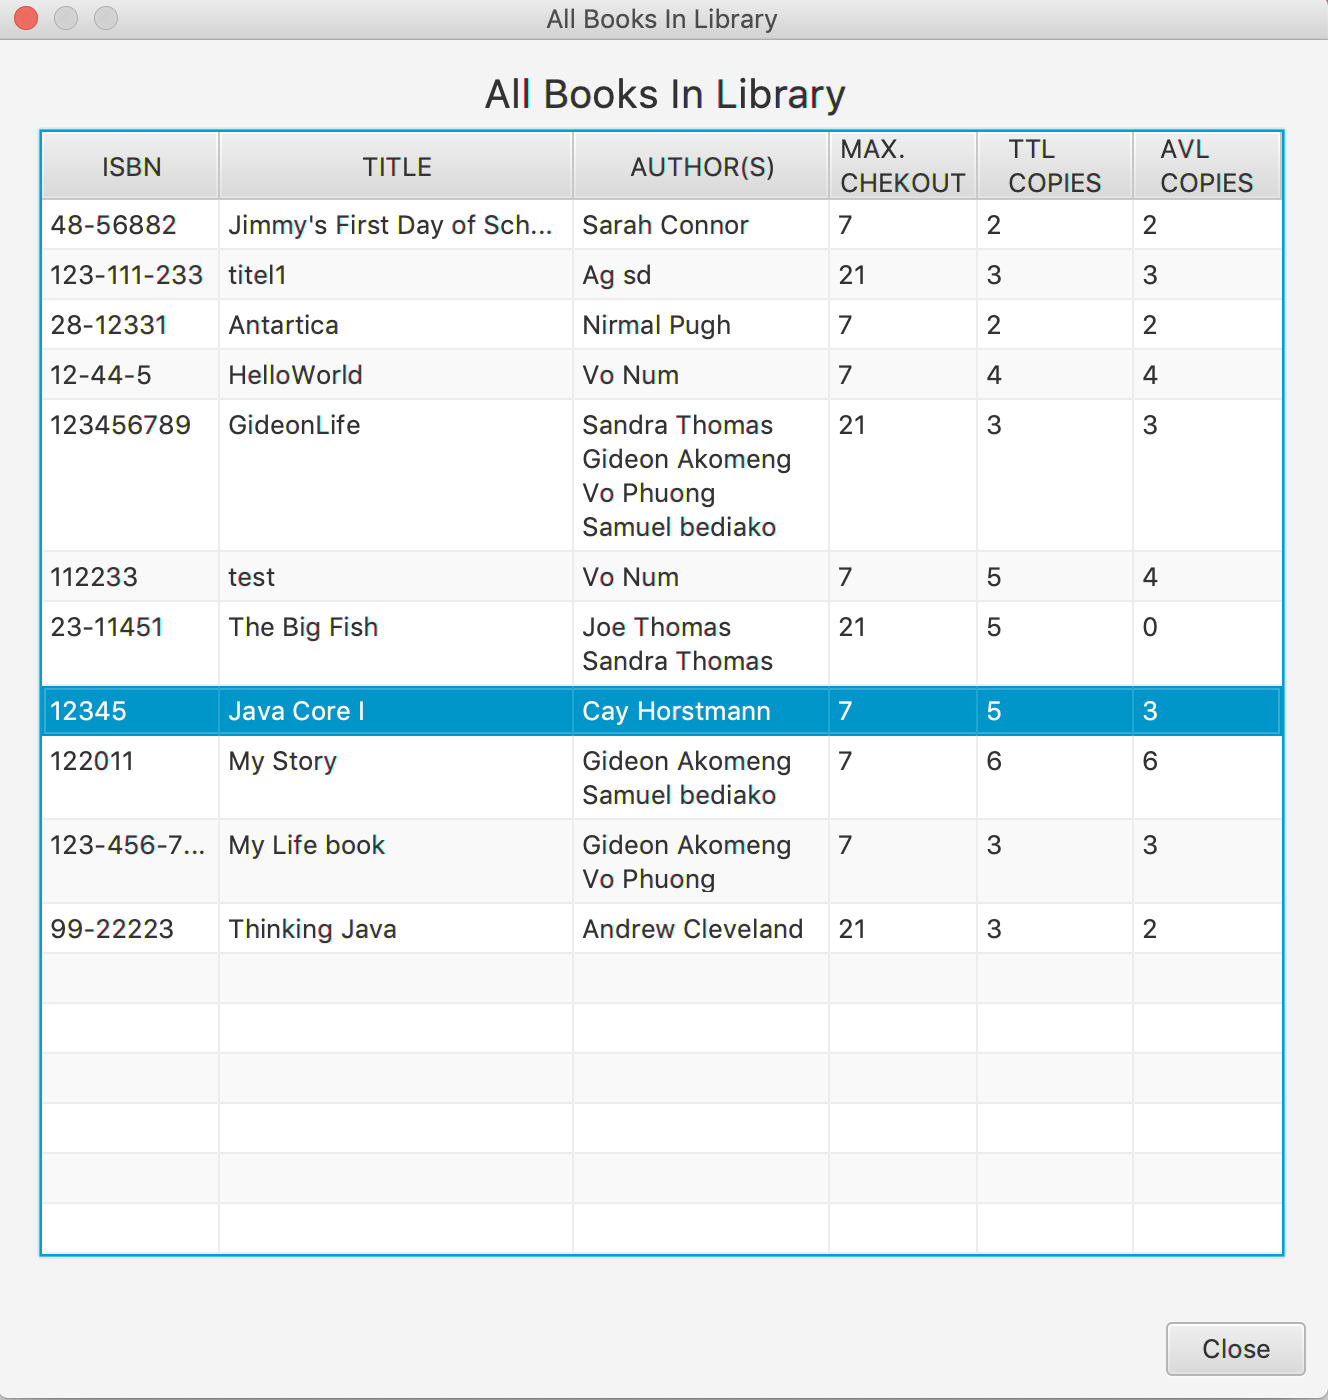 All Books In Library
All Books In Library
ISBN TITLE AUTHOR(S) MAX. CHEKOUT TTL COPIES AVL COPIES
48-56882 Jimmy's First Day of Sch... Sarah Connor 7 2 2
123-111-233 titel1 Ag sd 21 3 3
28-12331 Antartica Nirmal Pugh 7 2 2
12-44-5 HelloWorld Vo Num 7 4 4
123456789 GideonLife Sandra Thomas 21 3 3
Gideon Akomeng
Vo Phuong
Samuel bediako
112233 test Vo Num 7 5 4
23-11451 The Big Fish Joe Thomas 21 5 0
Sandra Thomas
12345 Java Core I Cay Horstmann 7 5 3
122011 My Story Gideon Akomeng 7 6 6
Samuel bediako
123-456-7... My Life book Gideon Akomeng 7 3 3
Vo Phuong
99-22223 Thinking Java Andrew Cleveland 21 3 2
Close